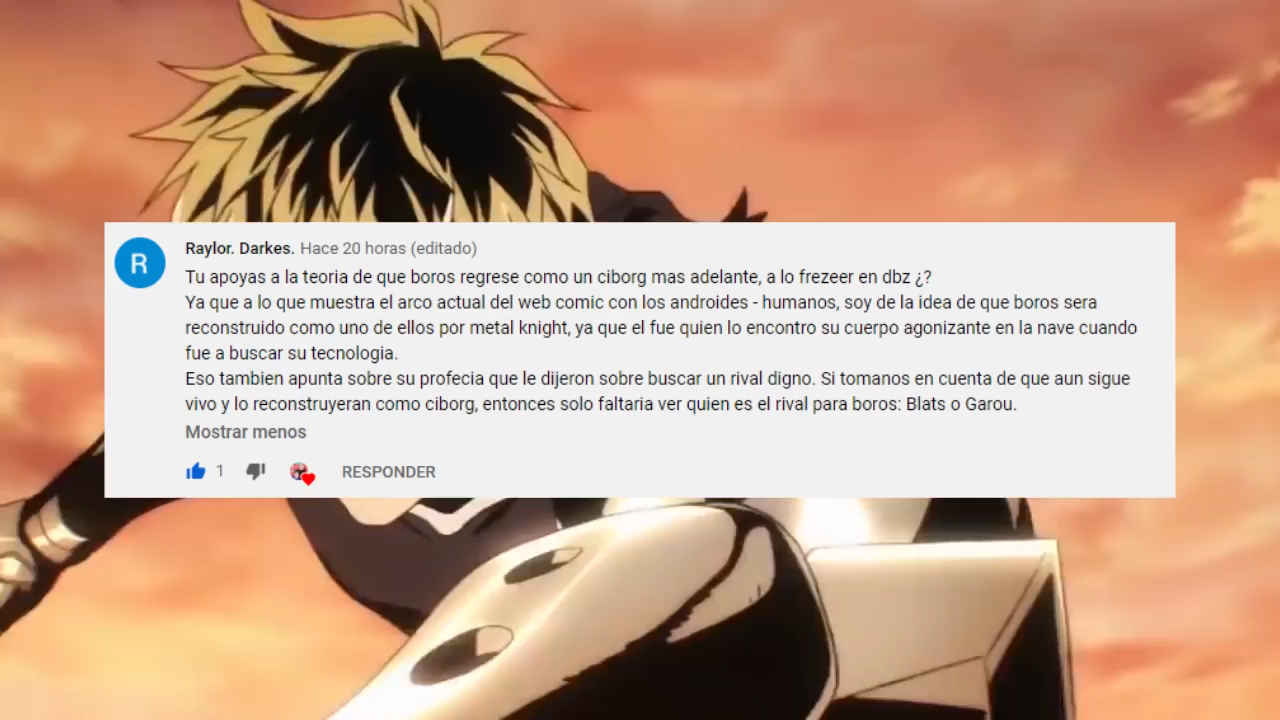 R
Raylor. Darkes. Hace 20 horas (editado)
Tu apoyas a la teoria de que boros regrese como un ciborg mas adelante, a lo frezeer en dbz ¿?
Ya que a lo que muestra el arco actual del web comic con los androides - humanos, soy de la idea de que boros sera
reconstruido como uno de ellos por metal knight, ya que el fue quien lo encontro su cuerpo agonizante en la nave cuando
fue a buscar su tecnologia.
Eso tambien apunta sobre su profecia que le dijeron sobre buscar un rival digno. Si tomanos en cuenta de que aun sigue
vivo y lo reconstruyeran como ciborg, entonces solo faltaria ver quien es el rival para boros: Blats o Garou.
Mostrar menos
1 RESPONDER